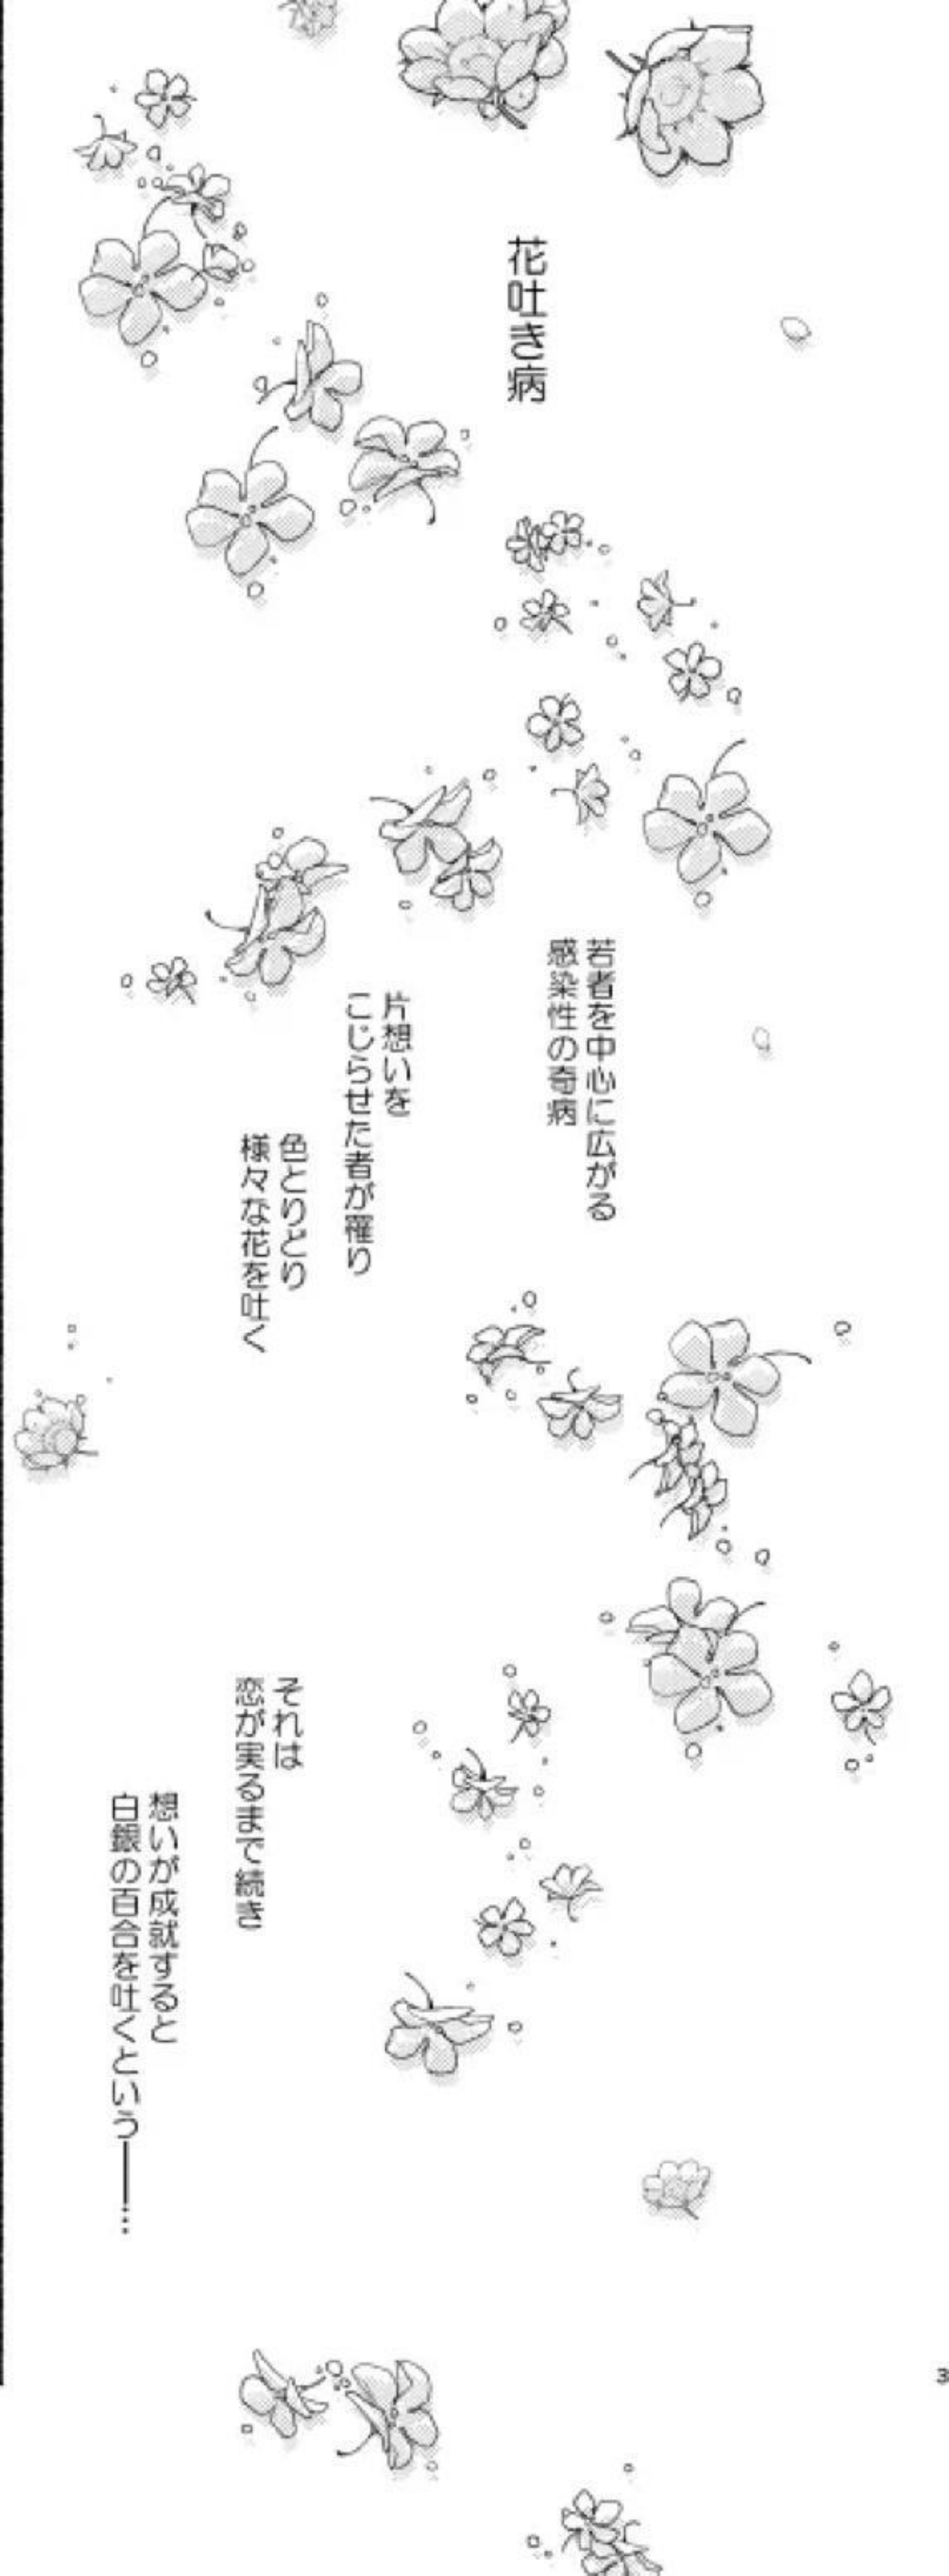 花吐き病
若者を中心に広がる
感染性の奇病
片想いを
こじらせた者が罹り
色とりどり
様々な花を吐く
それは
恋が実るまで続き
想いが成就すると
白銀の百合を吐くという――…
3